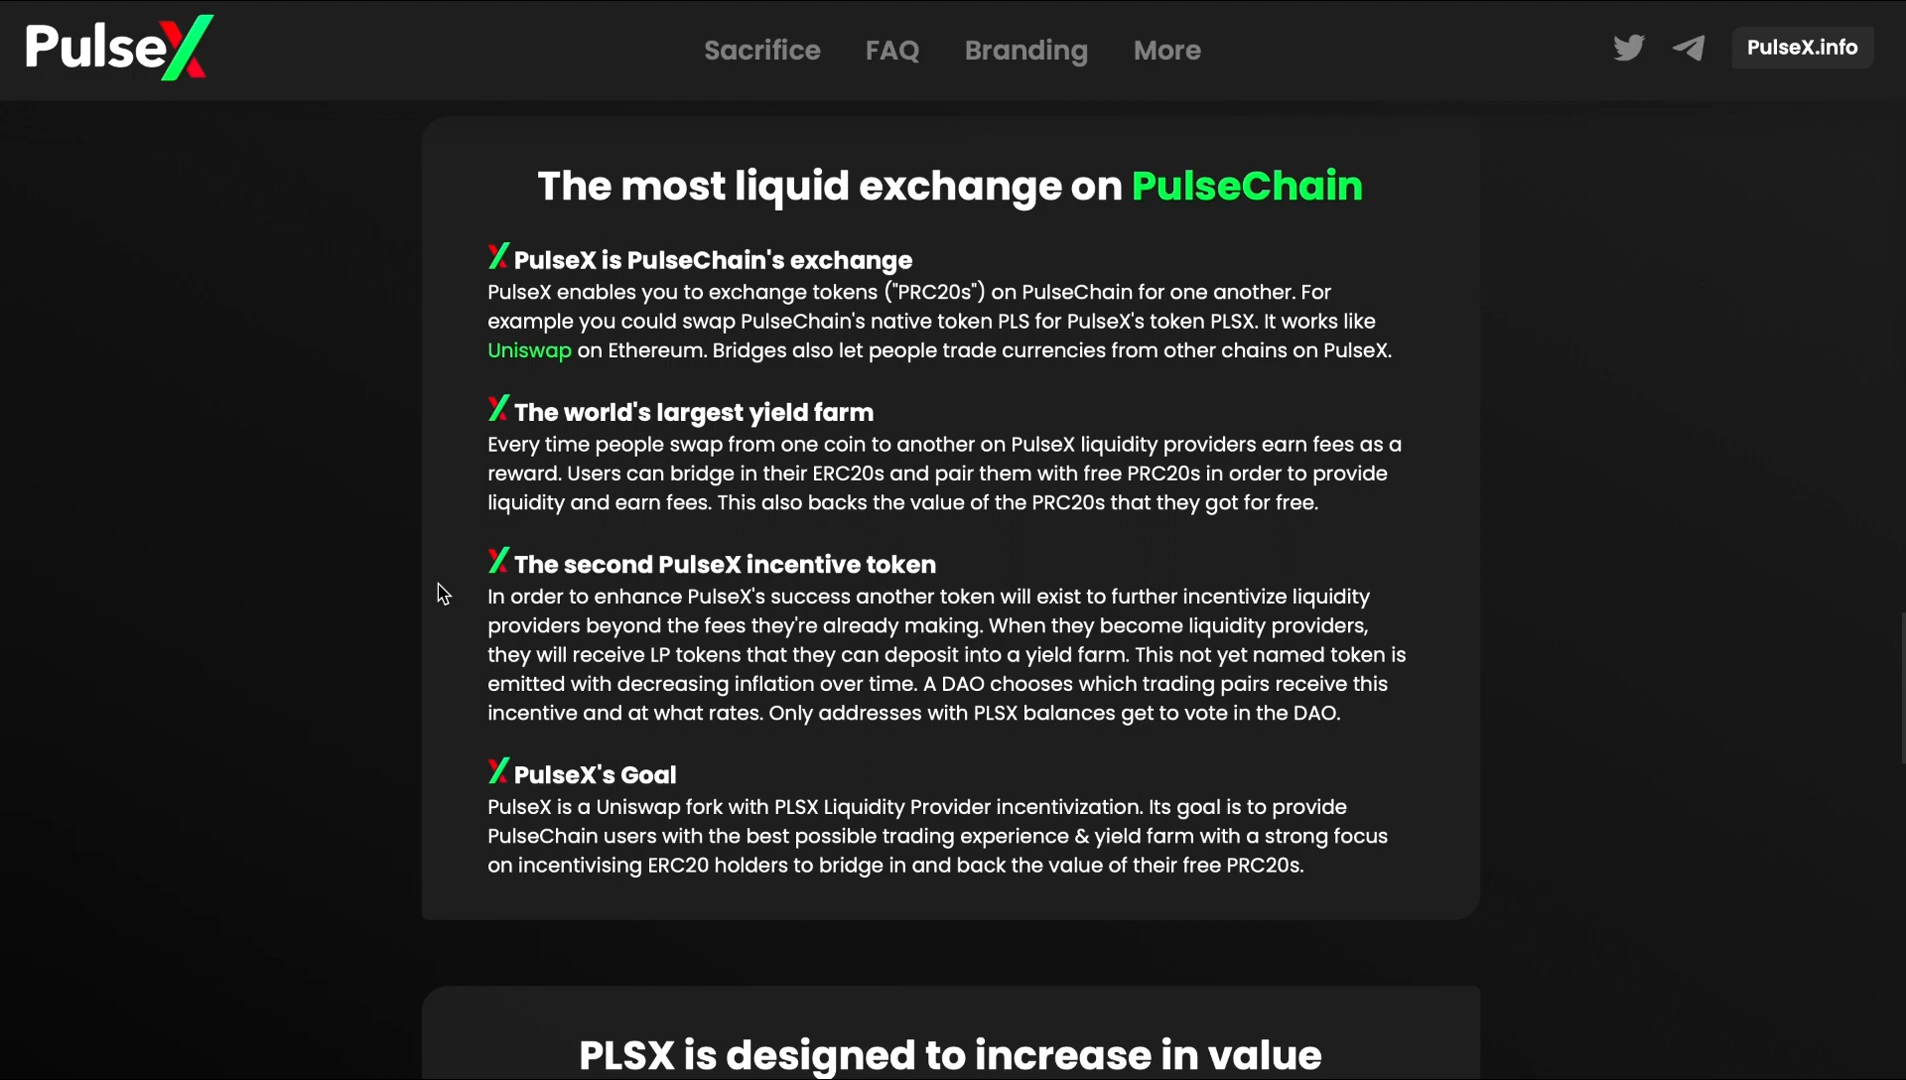 PulseX
Sacrifice FAQ Branding More
PulseX.info
The most liquid exchange on PulseChain
PulseX is PulseChain's exchange
PulseX enables you to exchange tokens ("PRC20s") on PulseChain for one another. For
example you could swap PulseChain's native token PLS for PulseX's token PLSX. It works like
Uniswap on Ethereum. Bridges also let people trade currencies from other chains on PulseX.
The world's largest yield farm
Every time people swap from one coin to another on PulseX liquidity providers earn fees as a
reward. Users can bridge in their ERC20s and pair them with free PRC20s in order to provide
liquidity and earn fees. This also backs the value of the PRC20s that they got for free.
The second PulseX incentive token
In order to enhance PulseX's success another token will exist to further incentivize liquidity
providers beyond the fees they're already making. When they become liquidity providers,
they will receive LP tokens that they can deposit into a yield farm. This not yet named token is
emitted with decreasing inflation over time. A DAO chooses which trading pairs receive this
incentive and at what rates. Only addresses with PLSX balances get to vote in the DAO.
PulseX's Goal
PulseX is a Uniswap fork with PLSX Liquidity Provider incentivization. Its goal is to provide
PulseChain users with the best possible trading experience & yield farm with a strong focus
on incentivising ERC20 holders to bridge in and back the value of their free PRC20s.
PLSX is designed to increase in value